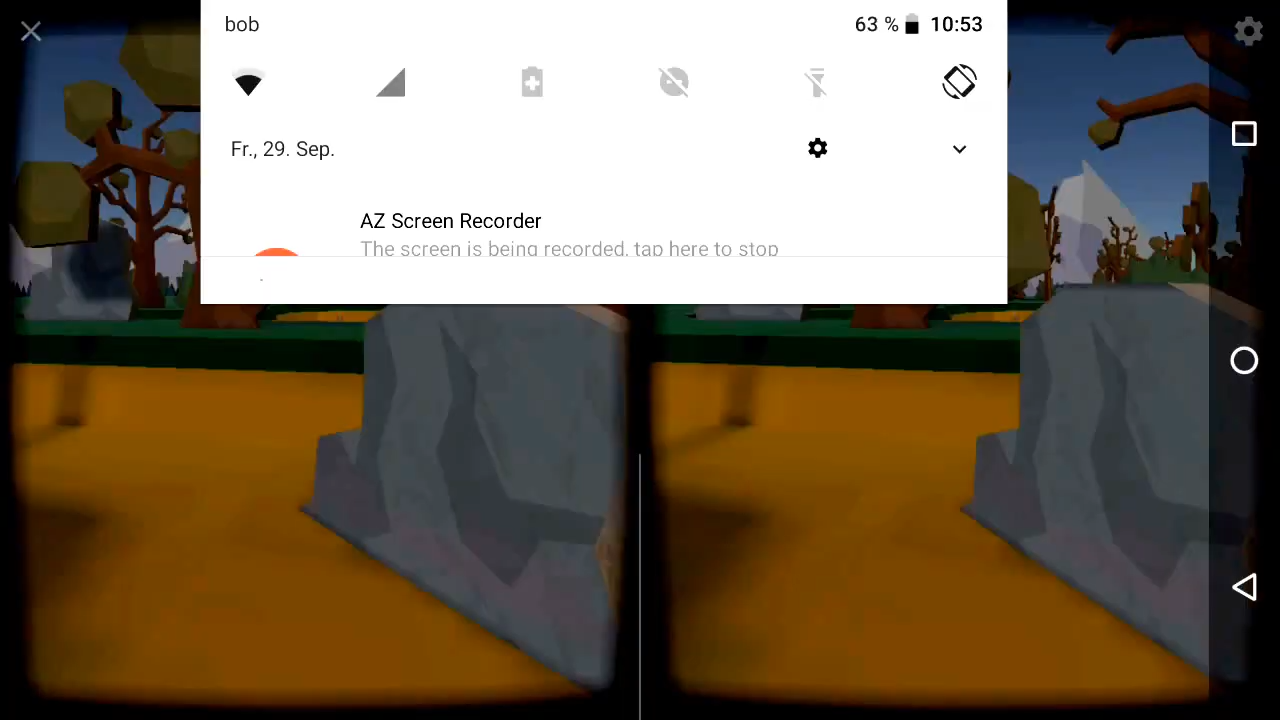 bob
63 % 10:53
Fr., 29. Sep.
AZ Screen Recorder
The screen is being recorded, tap here to stop